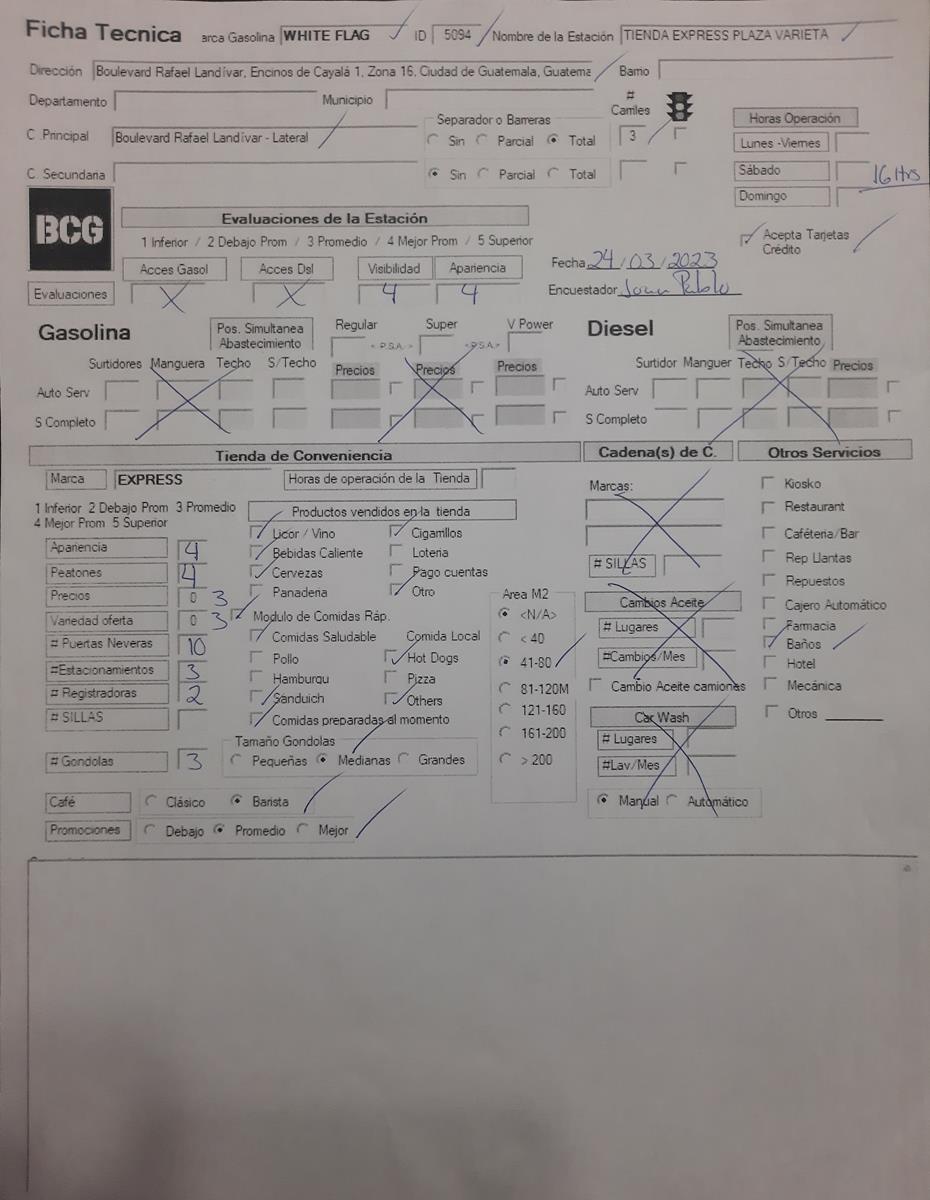 Ficha Tecnica arca Gasolina WHITE FLAG ID 5094 Nombre de la Estación TIENDA EXPRESS PLAZA VARIETA
Dirección Boulevard Rafael Landívar, Encinos de Cayalá 1, Zona 16, Ciudad de Guatemala, Guatema Barrio
Departamento Municipio # Carriles
Separador o Barreras
Horas Operación
C. Principal Boulevard Rafael Landívar - Lateral Sin Parcial Total 3
Lunes -Viernes
C. Secundaria Sin Parcial Total
Sábado 16 Hrs
Domingo
BCG
Evaluaciones de la Estación
1 Inferior / 2 Debajo Prom / 3 Promedio / 4 Mejor Prom / 5 Superior
Acepta Tarjetas Crédito
Acces Gasol Acces Dsl Visibilidad Apariencia
Fecha 24/03/2023
Evaluaciones X X 4 4
Encuestador Juan Pablo
Gasolina Pos. Simultanea Abastecimiento Regular Super V Power
< P.S.A.> <P.S.A.>
Diesel Pos. Simultanea Abastecimiento
Surtidores Manguera Techo S/Techo Precios Precios Precios
Surtidor Manguer Techo S/Techo Precios
Auto Serv Auto Serv
S Completo S Completo
Tienda de Conveniencia Cadena(s) de C. Otros Servicios
Marca EXPRESS Horas de operación de la Tienda
Marcas:
# SILLAS
1 Inferior 2 Debajo Prom 3 Promedio
4 Mejor Prom 5 Superior
Apariencia 4
Peatones 4
Precios 0 3
Variedad oferta 0 3
# Puertas Neveras 10
#Estacionamientos 3
# Registradoras 2
# SILLAS
# Gondolas 3
Productos vendidos en la tienda
Licor / Vino Cigarrillos
Bebidas Caliente Loteria
Cervezas Pago cuentas
Panaderia Otro
Modulo de Comidas Ráp.
Comidas Saludable Comida Local
Pollo Hot Dogs
Hamburqu Pizza
Sánduich Others
Comidas preparadas al momento
Tamaño Gondolas
Pequeñas Medianas Grandes
Area M2
<N/A>
< 40
41-80
81-120M
121-160
161-200
> 200
Cambios Aceite
# Lugares
#Cambios/Mes
Cambio Aceite camiones
Car Wash
# Lugares
#Lav/Mes
Manual Automático
Kiosko
Restaurant
Caféteria/Bar
Rep Llantas
Repuestos
Cajero Automático
Farmacia
Baños
Hotel
Mecánica
Otros
Café Clásico Barista
Promociones Debajo Promedio Mejor